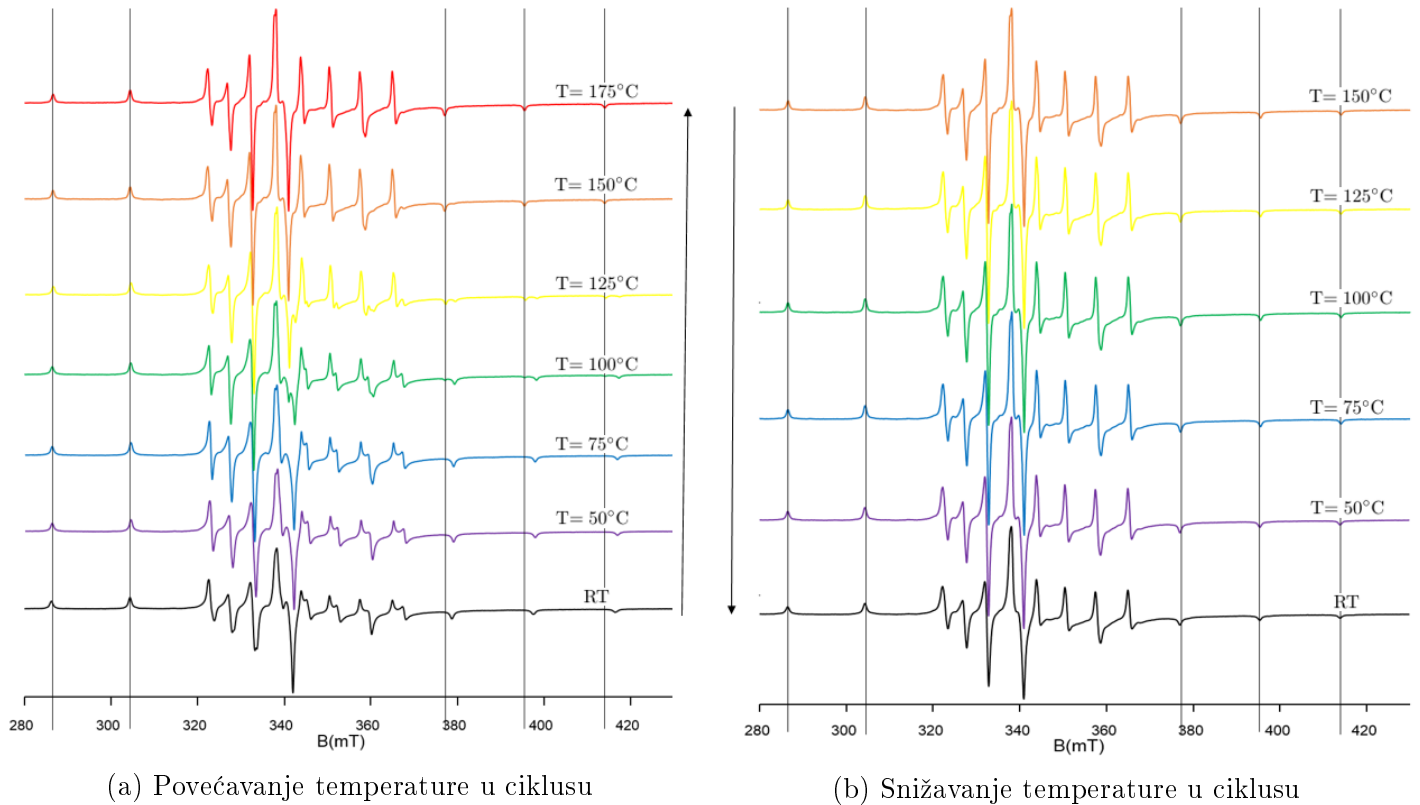 T= 175°C
T= 150°C
T= 125°C
T= 100°C
T= 75°C
T= 50°C
RT
280 300 320 340 360 380 400 420
B(mT)
(a) Povećavanje temperature u ciklusu
T= 150°C
T= 125°C
T= 100°C
T= 75°C
T= 50°C
RT
280 300 320 340 360 380 400 420
B(mT)
(b) Snižavanje temperature u ciklusu